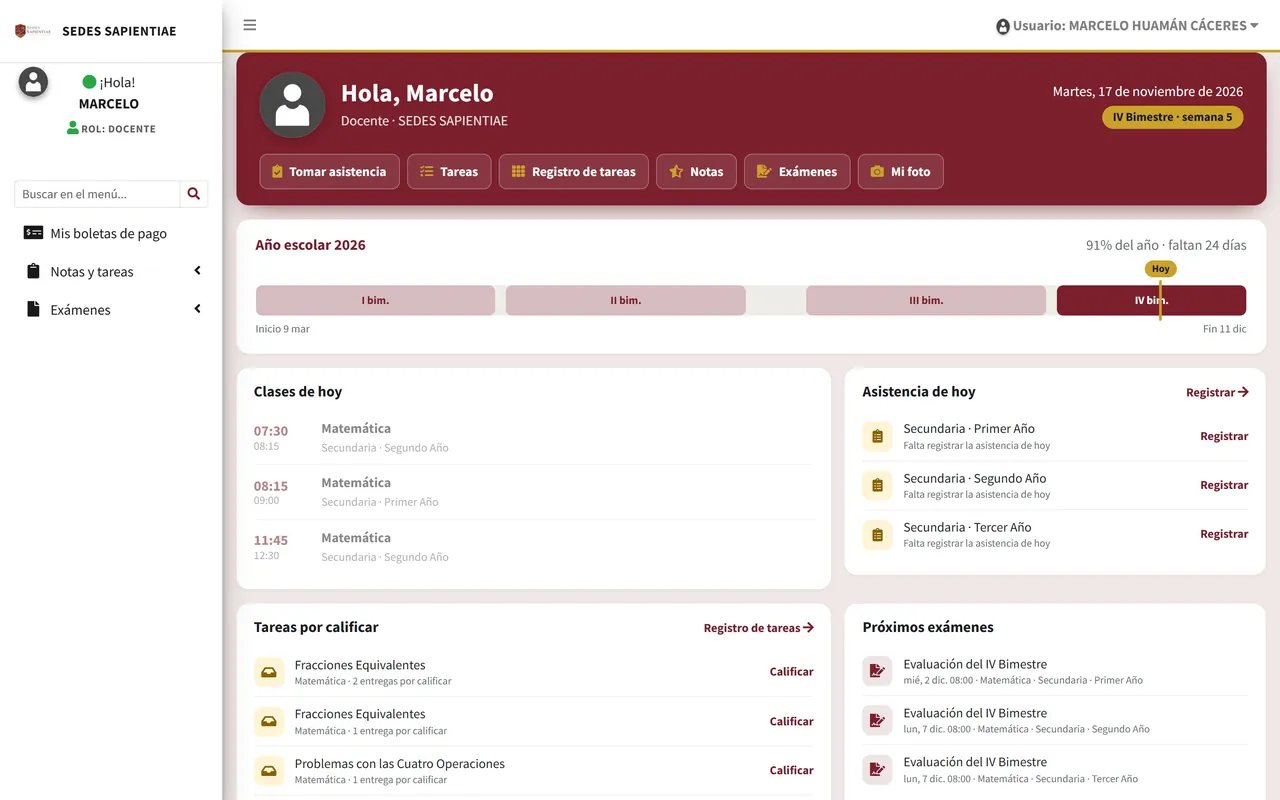 SEDES SAPIENTIAE
Usuario: MARCELO HUAMÁN CÁCERES
¡Hola!
MARCELO
ROL: DOCENTE
Buscar en el menú...
Mis boletas de pago
Notas y tareas
Exámenes
Hola, Marcelo
Docente · SEDES SAPIENTIAE
Martes, 17 de noviembre de 2026
IV Bimestre · semana 5
Tomar asistencia
Tareas
Registro de tareas
Notas
Exámenes
Mi foto
Año escolar 2026
91% del año · faltan 24 días
Hoy
I bim.
II bim.
III bim.
IV bim.
Inicio 9 mar
Fin 11 dic
Clases de hoy
07:30
08:15
Matemática
Secundaria · Segundo Año
08:15
09:00
Matemática
Secundaria · Primer Año
11:45
12:30
Matemática
Secundaria · Segundo Año
Asistencia de hoy
Registrar
Secundaria · Primer Año
Falta registrar la asistencia de hoy
Registrar
Secundaria · Segundo Año
Falta registrar la asistencia de hoy
Registrar
Secundaria · Tercer Año
Falta registrar la asistencia de hoy
Registrar
Tareas por calificar
Registro de tareas
Fracciones Equivalentes
Matemática · 2 entregas por calificar
Calificar
Fracciones Equivalentes
Matemática · 1 entrega por calificar
Calificar
Problemas con las Cuatro Operaciones
Matemática · 1 entrega por calificar
Calificar
Próximos exámenes
Evaluación del IV Bimestre
mié, 2 dic. 08:00 · Matemática · Secundaria · Primer Año
Evaluación del IV Bimestre
lun, 7 dic. 08:00 · Matemática · Secundaria · Segundo Año
Evaluación del IV Bimestre
lun, 7 dic. 08:00 · Matemática · Secundaria · Tercer Año